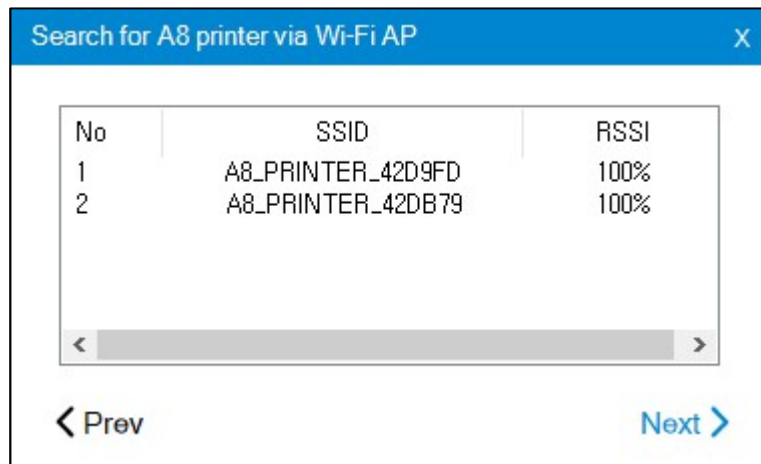 Search for A8 printer via Wi-Fi AP X
No SSID RSSI
1 A8_PRINTER_42D9FD 100%
2 A8_PRINTER_42DB79 100%
Prev Next